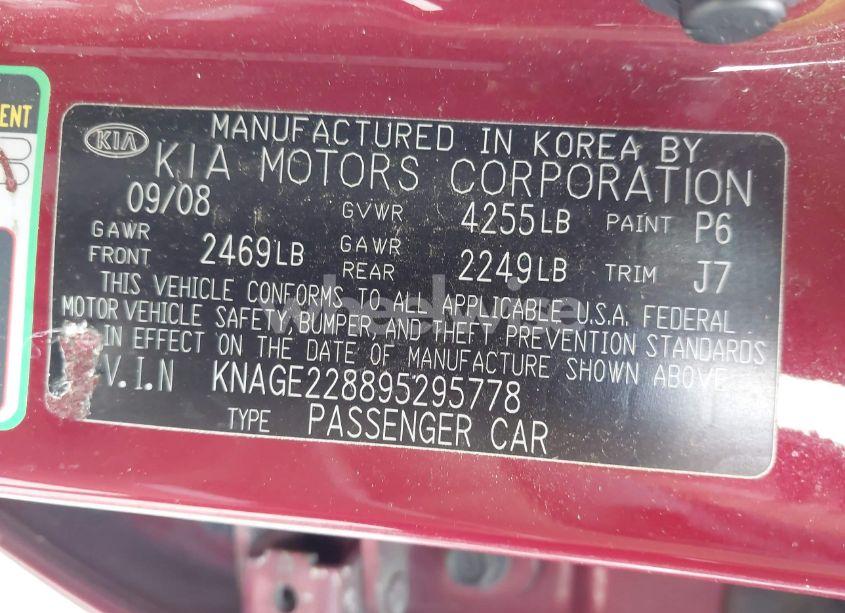 ENT
KIA
MANUFACTURED IN KOREA BY
KIA MOTORS CORPORATION
09/08 GVWR 4255LB PAINT P6
GAWR FRONT 2469LB GAWR REAR 2249LB TRIM J7
THIS VEHICLE CONFORMS TO ALL APPLICABLE U.S.A. FEDERAL
MOTOR VEHICLE SAFETY, BUMPER, AND THEFT PREVENTION STANDARDS
IN EFFECT ON THE DATE OF MANUFACTURE SHOWN ABOVE
V.I.N KNAGE228895295778
TYPE PASSENGER CAR
wheelwise